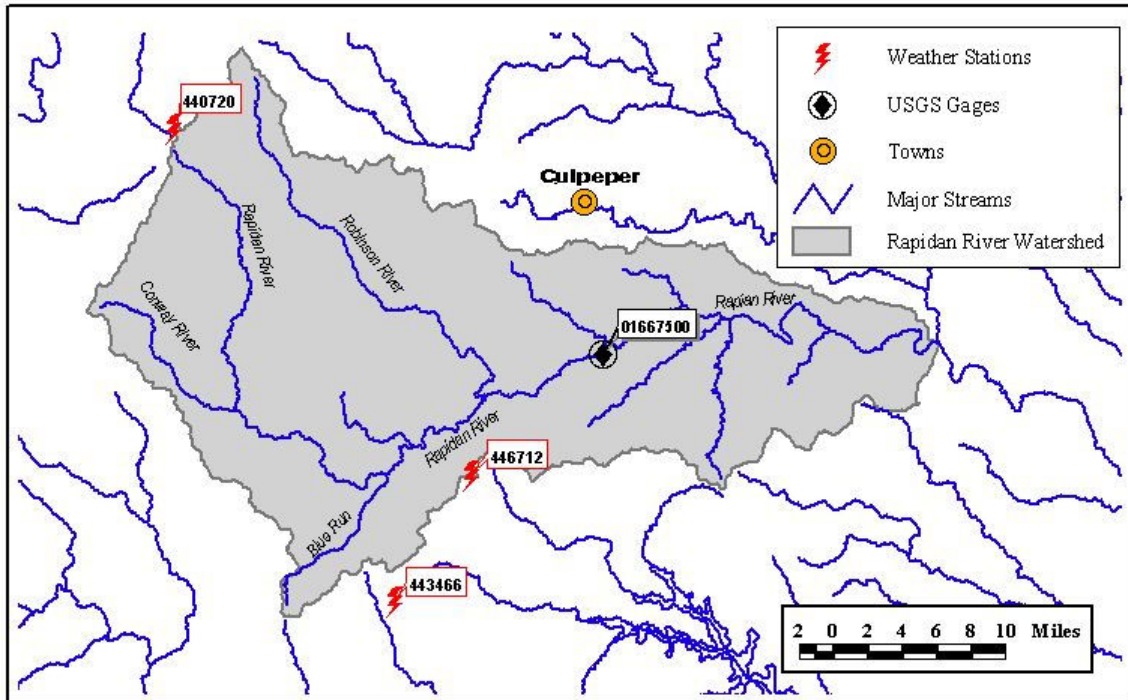 440720
Weather Stations
USGS Gages
Towns
Major Streams
Rapidan River Watershed
Culpeper
Rapidan River
Robinson River
Conway River
Rapian River
01667500
Rapidan River
446712
Blue Run
443466
2 0 2 4 6 8 10 Miles